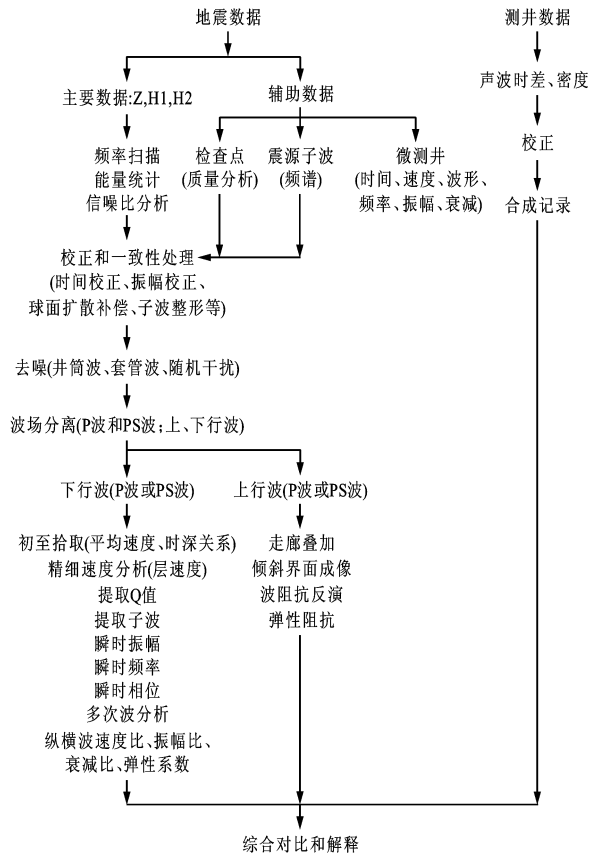 地震数据
测井数据
主要数据:Z,H1,H2
辅助数据
声波时差、密度
频率扫描
能量统计
信噪比分析
检查点
(质量分析)
震源子波
(频谱)
微测井
(时间、速度、波形、
频率、振幅、衰减)
校正
合成记录
校正和一致性处理
(时间校正、振幅校正、
球面扩散补偿、子波整形等)
去噪(井筒波、套管波、随机干扰)
波场分离(P波和PS波;上、下行波)
下行波(P波或PS波)
上行波(P波或PS波)
初至拾取(平均速度、时深关系)
精细速度分析(层速度)
提取Q值
提取子波
瞬时振幅
瞬时频率
瞬时相位
多次波分析
纵横波速度比、振幅比、
衰减比、弹性系数
走廊叠加
倾斜界面成像
波阻抗反演
弹性阻抗
综合对比和解释